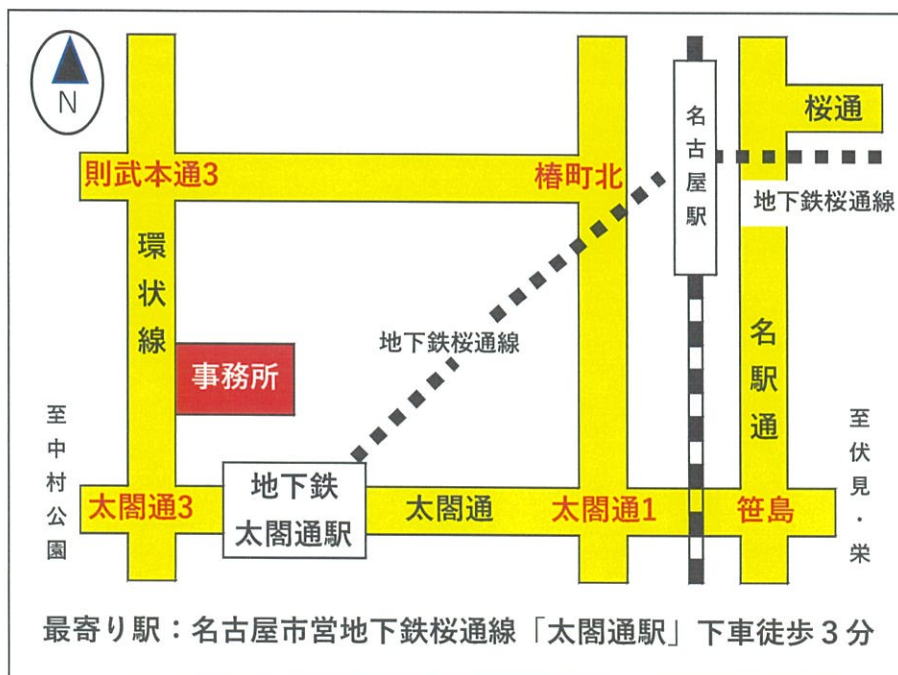 N
桜通
名古屋駅
則武本通3
椿町北
地下鉄桜通線
環状線
地下鉄桜通線
名駅通
事務所
至中村公園
至伏見・栄
地下鉄
太閤通駅
太閤通3
太閤通
太閤通1
笹島
最寄り駅：名古屋市営地下鉄桜通線「太閤通駅」下車徒歩3分